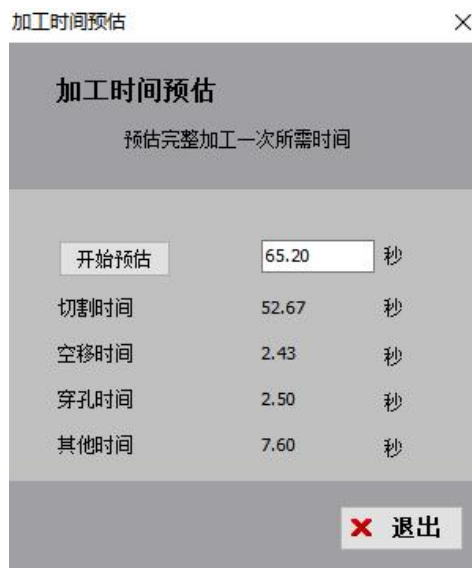 加工时间预估
加工时间预估
预估完整加工一次所需时间
开始预估 65.20 秒
切割时间 52.67 秒
空移时间 2.43 秒
穿孔时间 2.50 秒
其他时间 7.60 秒
退出